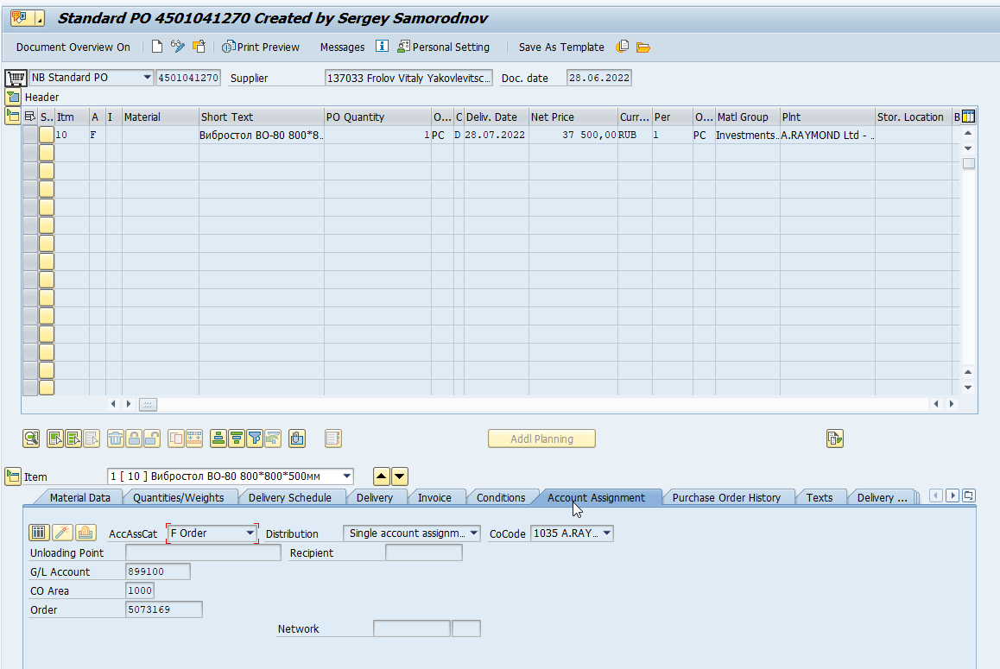 Standard PO 4501041270 Created by Sergey Samorodnov
Document Overview On Print Preview Messages Personal Setting Save As Template
NB Standard PO 4501041270 Supplier 137033 Frolov Vitaly Yakovlevitsc... Doc. date 28.06.2022
Header
S.. Itm A I Material Short Text PO Quantity O... C Deliv. Date Net Price Curr... Per O... Matl Group Plnt Stor. Location B
10 F Вибростол ВО-80 800*8.. 1 PC D 28.07.2022 37 500,00 RUB 1 PC Investments.. A.RAYMOND Ltd - ..
Addl Planning
Item 1 [ 10 ] Вибростол ВО-80 800*800*500мм
Material Data Quantities/Weights Delivery Schedule Delivery Invoice Conditions Account Assignment Purchase Order History Texts Delivery ...
AccAssCat F Order Distribution Single account assignm... CoCode 1035 A.RAY...
Unloading Point Recipient
G/L Account 899100
CO Area 1000
Order 5073169
Network